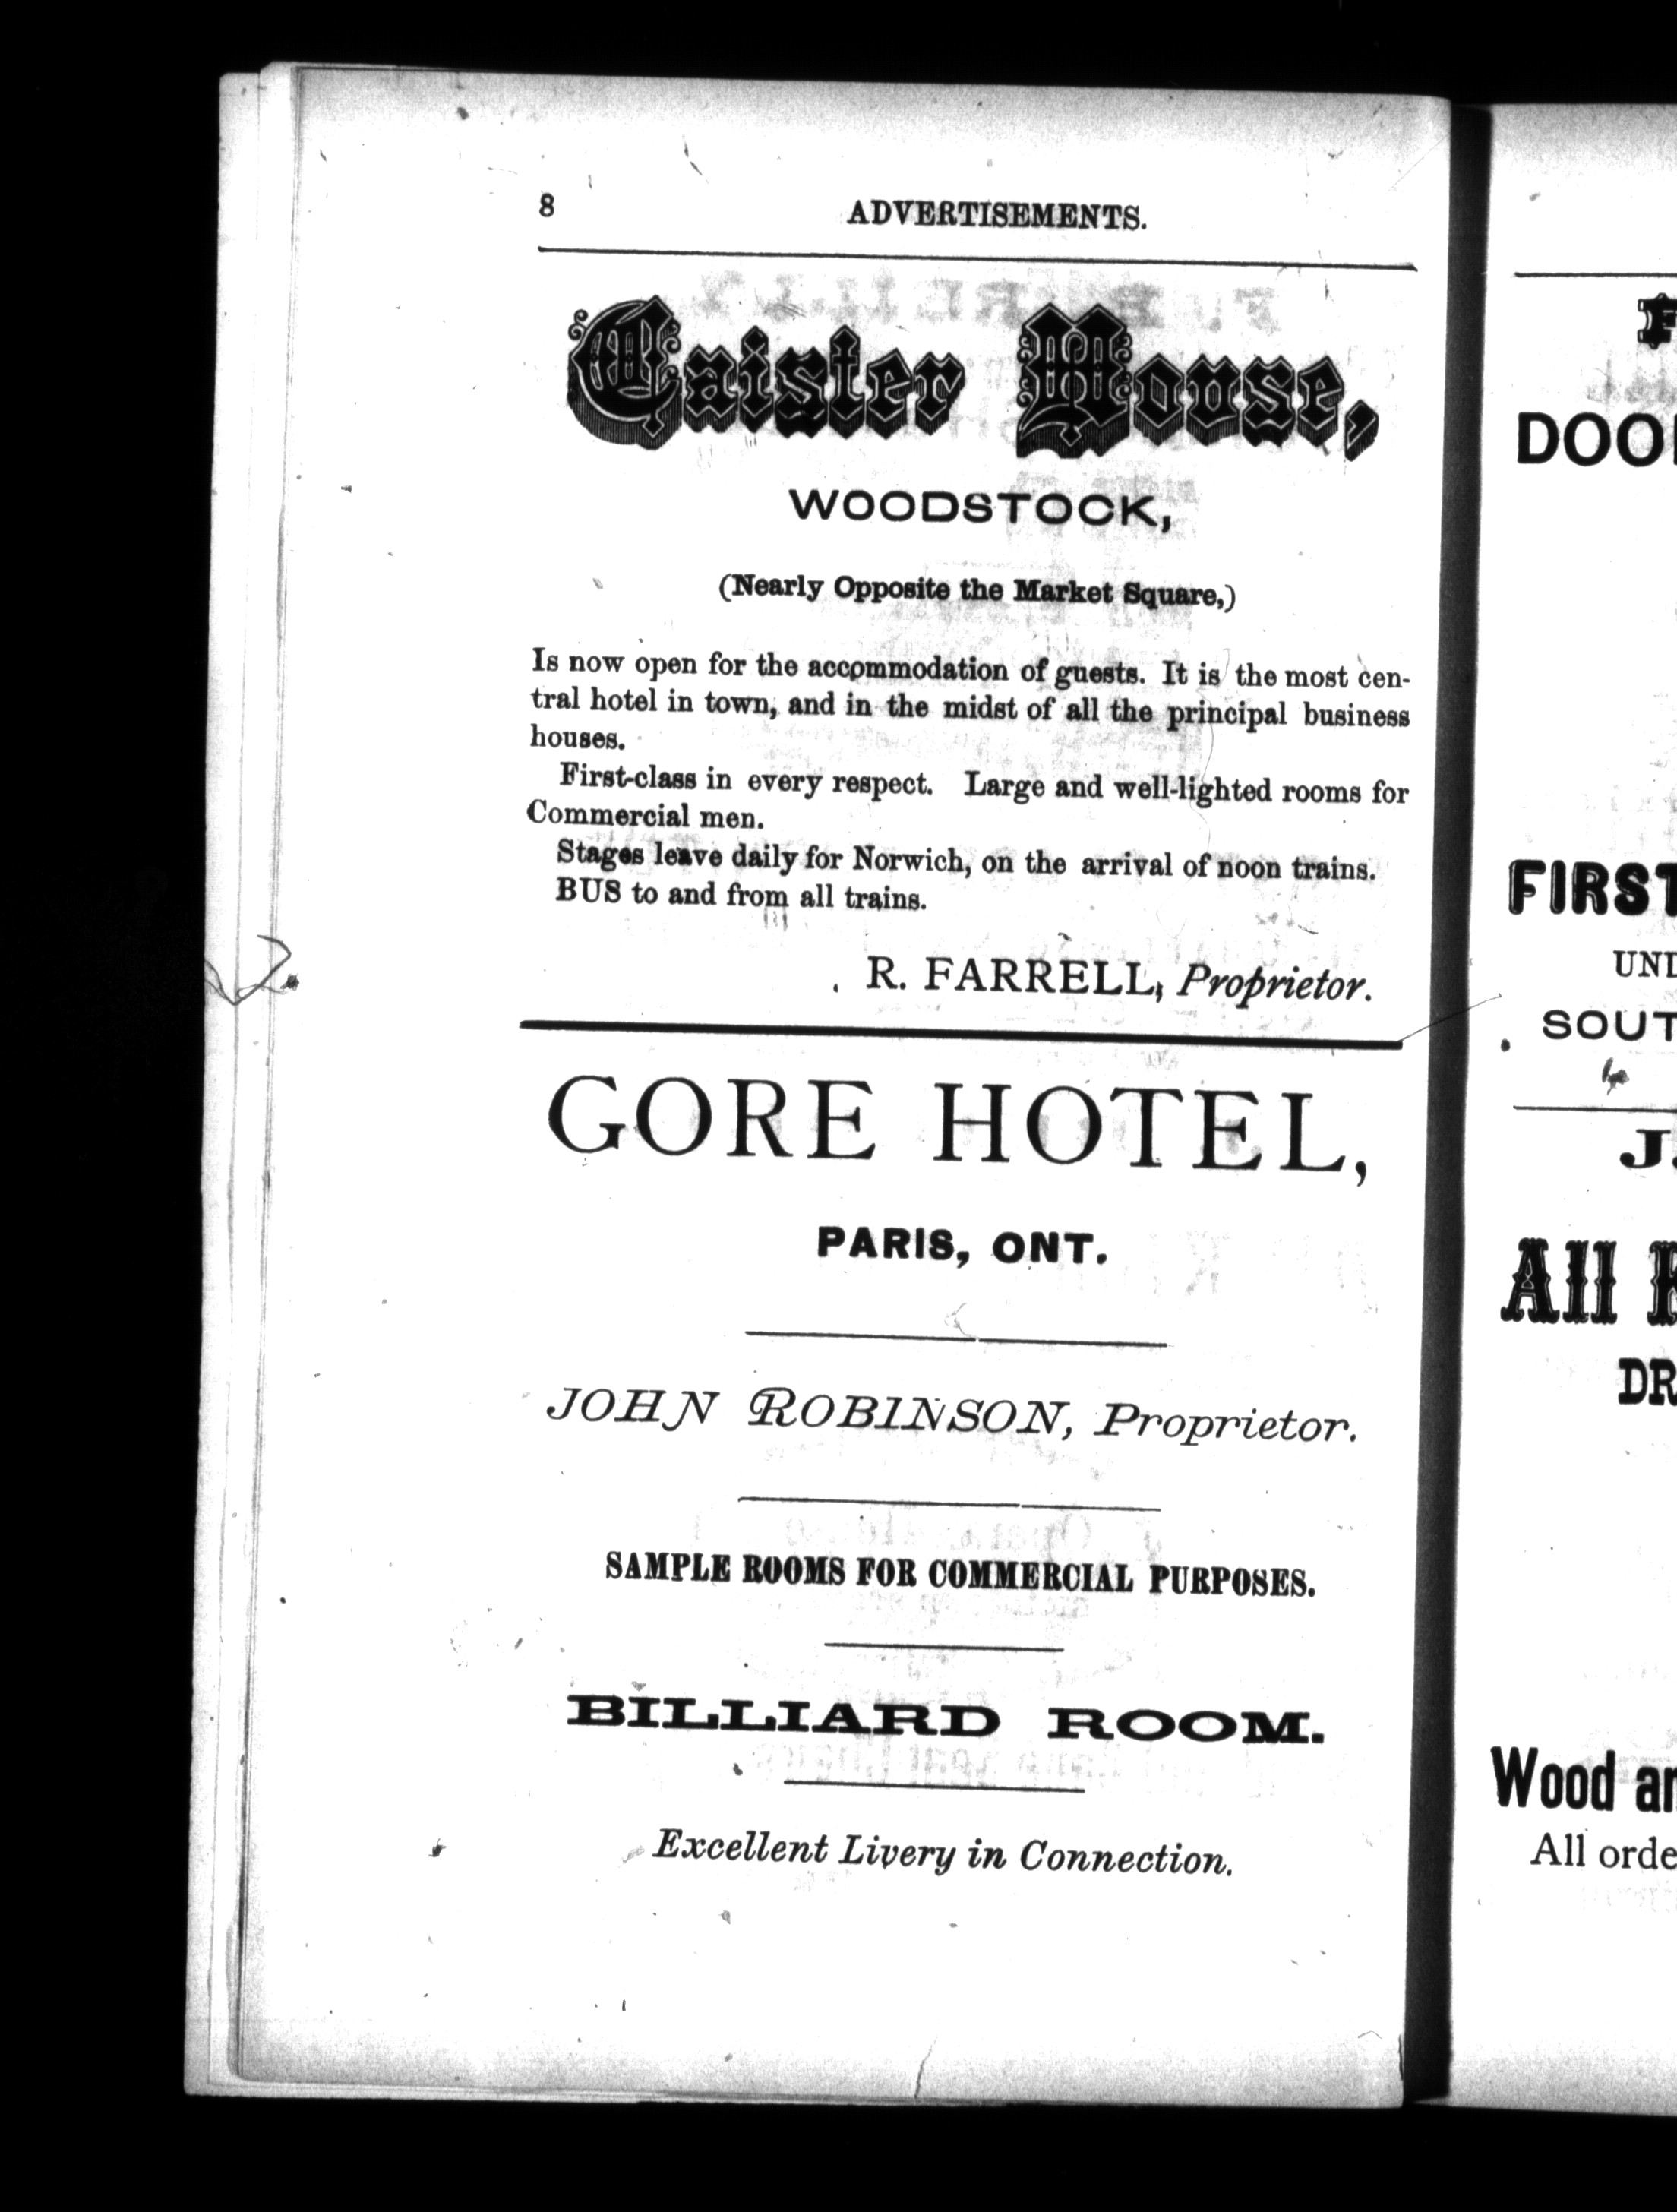 8 ADVERTISEMENTS.
Caister House,
WOODSTOCK,
(Nearly Opposite the Market Square,)
Is now open for the accommodation of guests. It is the most cen-
tral hotel in town, and in the midst of all the principal business
houses.
First-class in every respect. Large and well-lighted rooms for
Commercial men.
Stages leave daily for Norwich, on the arrival of noon trains.
BUS to and from all trains.
R. FARRELL, Proprietor.
GORE HOTEL,
PARIS, ONT.
JOHN ROBINSON, Proprietor.
SAMPLE ROOMS FOR COMMERCIAL PURPOSES.
BILLIARD ROOM.
Excellent Livery in Connection.
F
DOO
FIRST
UND
SOUT
J.
All
DR
Wood an
All orde